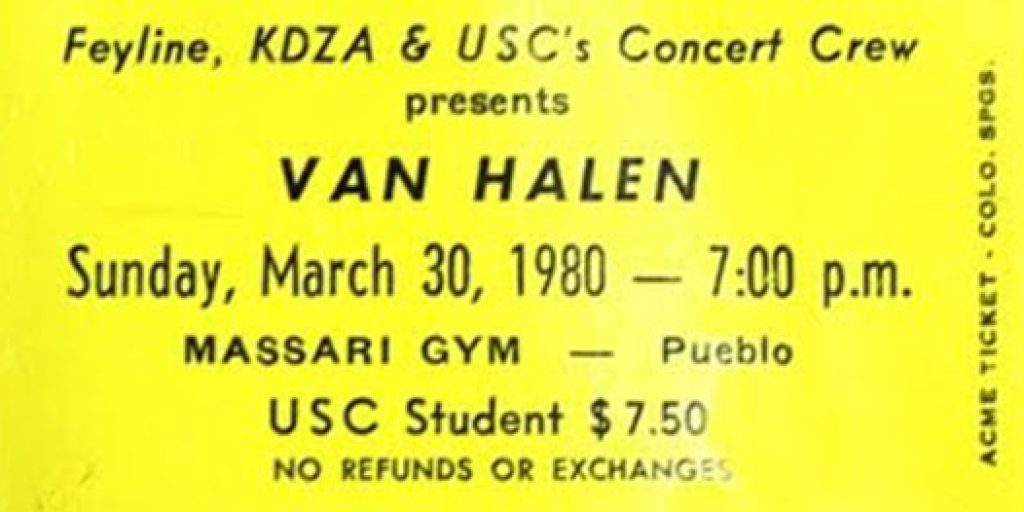 Feyline, KDZA & USC's Concert Crew
presents
VAN HALEN
Sunday, March 30, 1980 — 7:00 p.m.
MASSARI GYM — Pueblo
USC Student $7.50
NO REFUNDS OR EXCHANGES
ACME TICKET - COLO. SPGS.